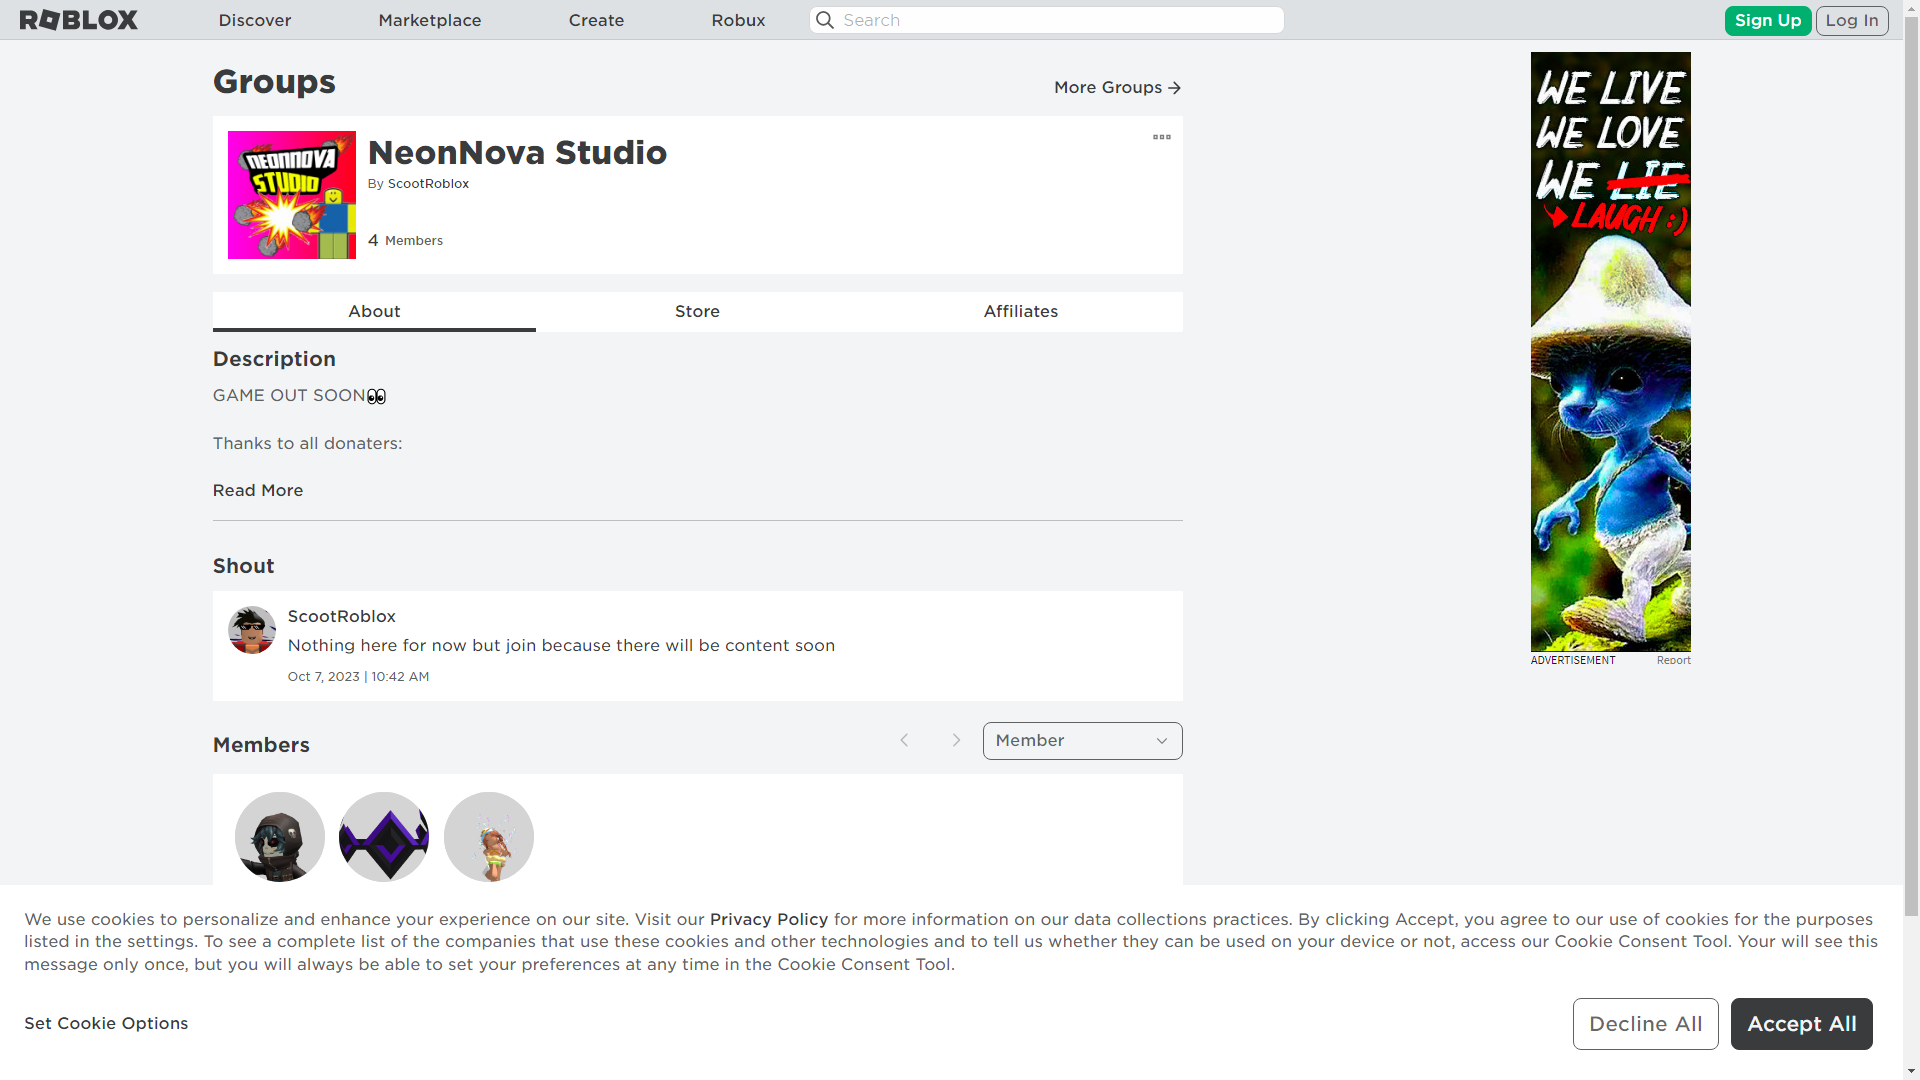 ROBLOX
Discover
Marketplace
Create
Robux
Search
Sign Up
Log In
Groups
More Groups
NEONNOVA
STUDIO
NeonNova Studio
By ScootRoblox
4 Members
About
Store
Affiliates
Description
GAME OUT SOON👀
Thanks to all donaters:
Read More
Shout
ScootRoblox
Nothing here for now but join because there will be content soon
Oct 7, 2023 | 10:42 AM
Members
Member
WE LIVE
WE LOVE
WE LIE
LAUGH :)
ADVERTISEMENT
Report
We use cookies to personalize and enhance your experience on our site. Visit our Privacy Policy for more information on our data collections practices. By clicking Accept, you agree to our use of cookies for the purposes
listed in the settings. To see a complete list of the companies that use these cookies and other technologies and to tell us whether they can be used on your device or not, access our Cookie Consent Tool. Your will see this
message only once, but you will always be able to set your preferences at any time in the Cookie Consent Tool.
Set Cookie Options
Decline All
Accept All